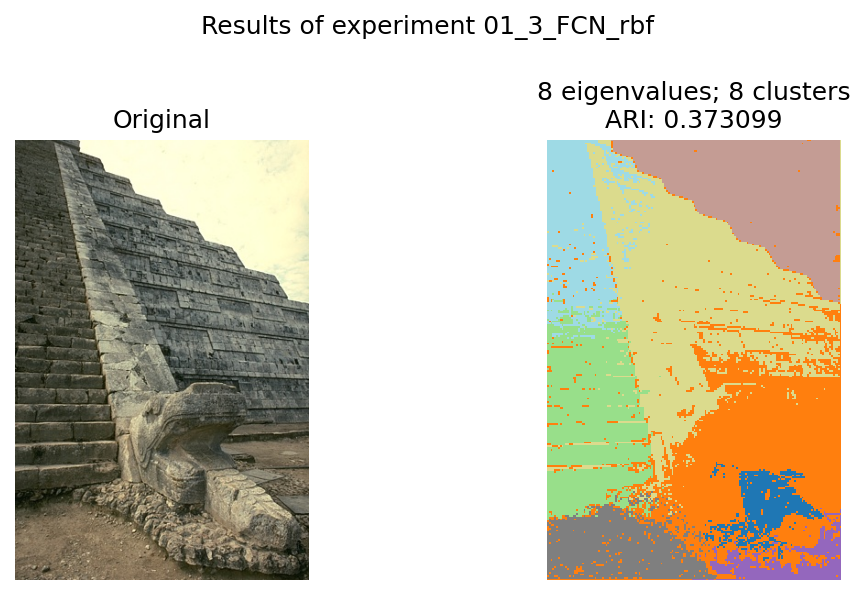 Results of experiment 01_3_FCN_rbf
Original
8 eigenvalues; 8 clusters
ARI: 0.373099